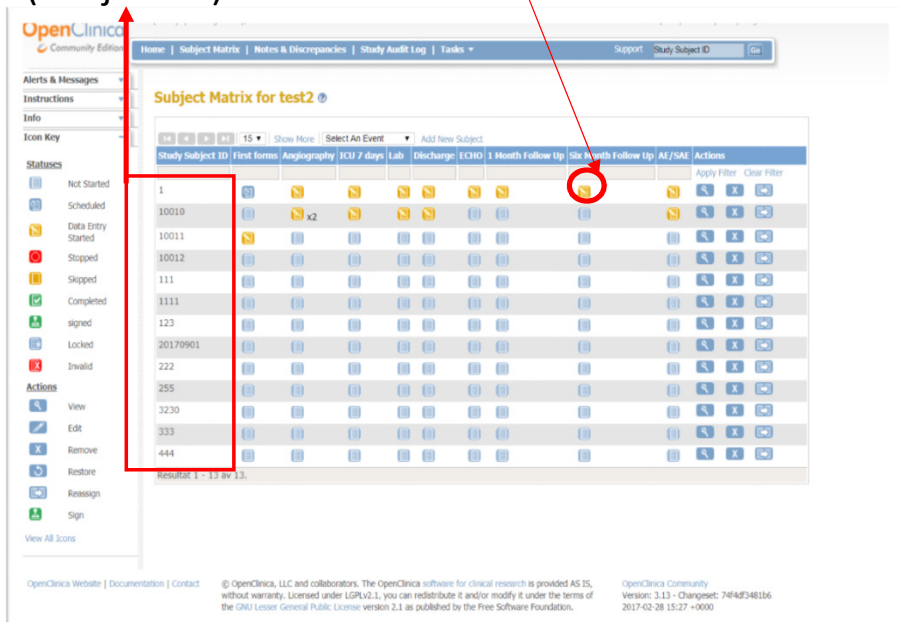 OpenClinica
Community Edition
Home | Subject Matrix | Notes & Discrepancies | Study Audit Log | Tasks
Support Study Subject ID Go
Alerts & Messages
Instructions
Info
Icon Key
Subject Matrix for test2
15 Show More Select An Event Add New Subject
Study Subject ID First forms Angiography ICU 7 days Lab Discharge ECHO 1 Month Follow Up Six Month Follow Up AE/SAE Actions
Apply Filter Clear Filter
1
10010 x2
10011
10012
111
1111
123
20170901
222
255
3230
333
444
Resultat 1 - 13 av 13.
Statuses
Not Started
Scheduled
Data Entry
Started
Stopped
Skipped
Completed
signed
Locked
Invalid
Actions
View
Edit
Remove
Restore
Reassign
Sign
View All Icons
OpenClinica Website | Documentation | Contact
© OpenClinica, LLC and collaborators. The OpenClinica software for clinical research is provided AS IS,
without warranty. Licensed under LGPLv2.1, you can redistribute it and/or modify it under the terms of
the GNU Lesser General Public License version 2.1 as published by the Free Software Foundation.
OpenClinica Community
Version: 3.13 - Changeset: 74f4df3481b6
2017-02-28 15:27 +0000